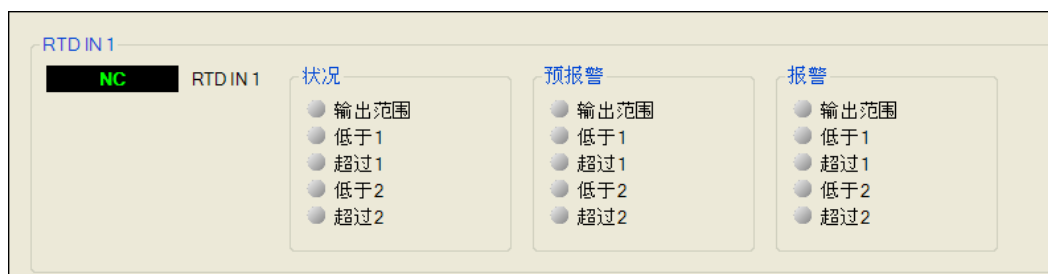 RTD IN 1
NC RTD IN 1
状况
输出范围
低于1
超过1
低于2
超过2
预报警
输出范围
低于1
超过1
低于2
超过2
报警
输出范围
低于1
超过1
低于2
超过2